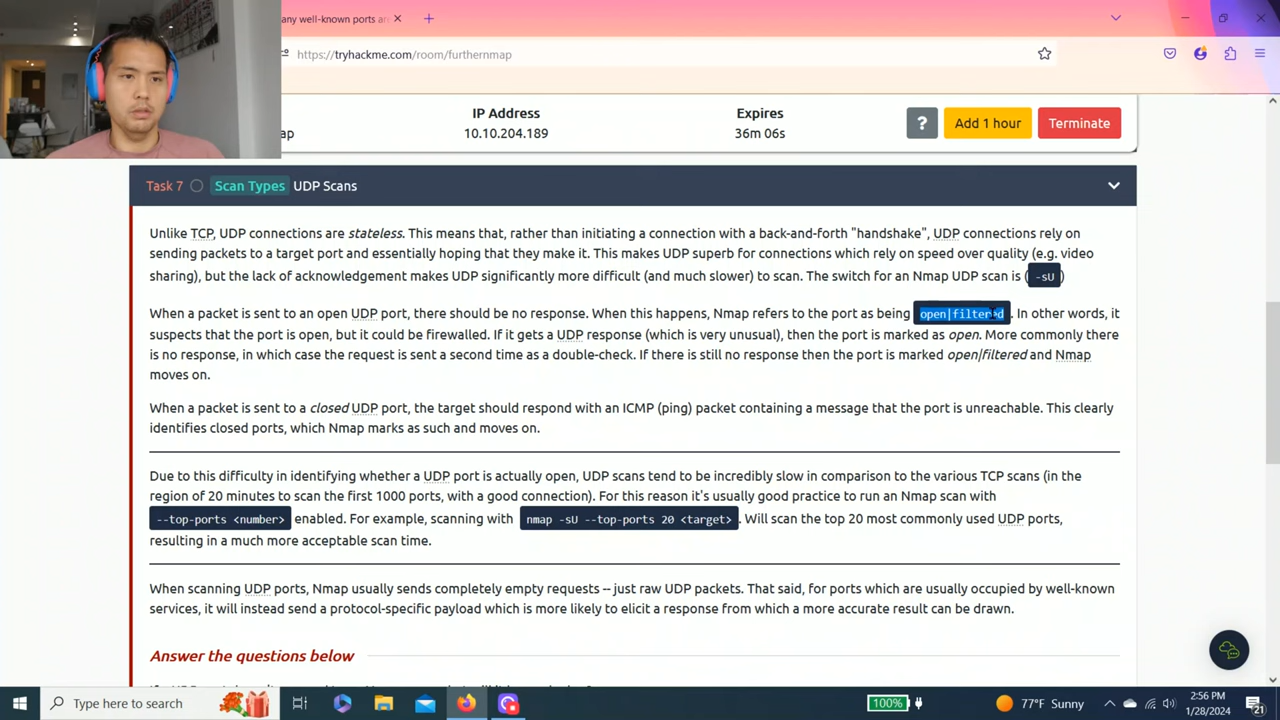 any well-known ports ar
https://tryhackme.com/room/furthernmap
ap
IP Address
10.10.204.189
Expires
36m 06s
?
Add 1 hour
Terminate
Task 7 Scan Types UDP Scans
Unlike TCP, UDP connections are stateless. This means that, rather than initiating a connection with a back-and-forth "handshake", UDP connections rely on
sending packets to a target port and essentially hoping that they make it. This makes UDP superb for connections which rely on speed over quality (e.g. video
sharing), but the lack of acknowledgement makes UDP significantly more difficult (and much slower) to scan. The switch for an Nmap UDP scan is ( -sU )
When a packet is sent to an open UDP port, there should be no response. When this happens, Nmap refers to the port as being open|filtered . In other words, it
suspects that the port is open, but it could be firewalled. If it gets a UDP response (which is very unusual), then the port is marked as open. More commonly there
is no response, in which case the request is sent a second time as a double-check. If there is still no response then the port is marked open|filtered and Nmap
moves on.
When a packet is sent to a closed UDP port, the target should respond with an ICMP (ping) packet containing a message that the port is unreachable. This clearly
identifies closed ports, which Nmap marks as such and moves on.
Due to this difficulty in identifying whether a UDP port is actually open, UDP scans tend to be incredibly slow in comparison to the various TCP scans (in the
region of 20 minutes to scan the first 1000 ports, with a good connection). For this reason it's usually good practice to run an Nmap scan with
--top-ports <number> enabled. For example, scanning with nmap -sU --top-ports 20 <target> . Will scan the top 20 most commonly used UDP ports,
resulting in a much more acceptable scan time.
When scanning UDP ports, Nmap usually sends completely empty requests -- just raw UDP packets. That said, for ports which are usually occupied by well-known
services, it will instead send a protocol-specific payload which is more likely to elicit a response from which a more accurate result can be drawn.
Answer the questions below
Type here to search
100%
77°F Sunny
2:56 PM
1/28/2024
21